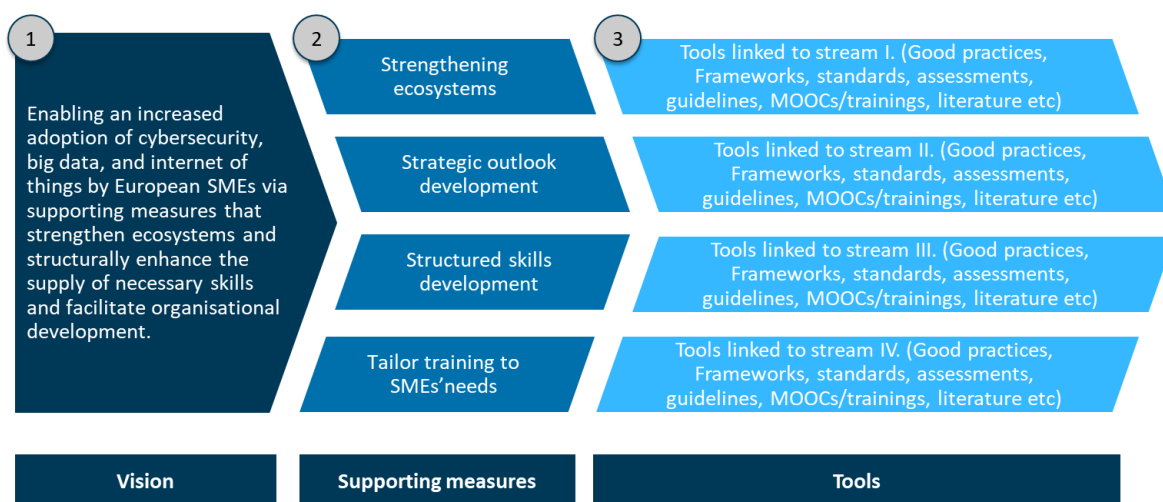 1
Enabling an increased
adoption of cybersecurity,
big data, and internet of
things by European SMEs via
supporting measures that
strengthen ecosystems and
structurally enhance the
supply of necessary skills
and facilitate organisational
development.
2
Strengthening
ecosystems
Strategic outlook
development
Structured skills
development
Tailor training to
SMEs'needs
3
Tools linked to stream I. (Good practices,
Frameworks, standards, assessments,
guidelines, MOOCs/trainings, literature etc)
Tools linked to stream II. (Good practices,
Frameworks, standards, assessments,
guidelines, MOOCs/trainings, literature etc)
Tools linked to stream III. (Good practices,
Frameworks, standards, assessments,
guidelines, MOOCs/trainings, literature etc)
Tools linked to stream IV. (Good practices,
Frameworks, standards, assessments,
guidelines, MOOCs/trainings, literature etc)
Vision
Supporting measures
Tools